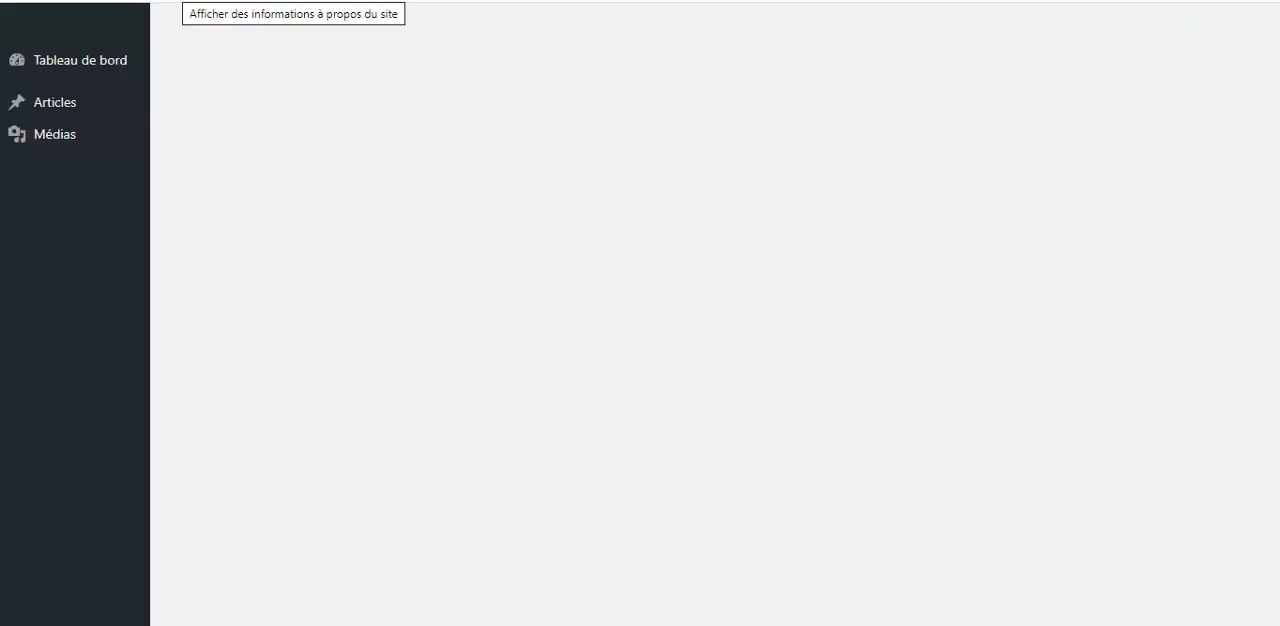 Afficher des informations à propos du site
Tableau de bord
Articles
Médias